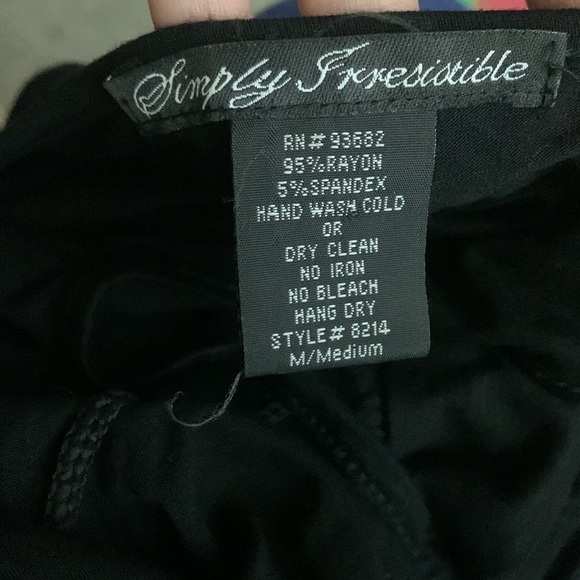 Simply Irresistible
RN# 93682
95%RAYON
5%SPANDEX
HAND WASH COLD
OR
DRY CLEAN
NO IRON
NO BLEACH
HANG DRY
STYLE# 8214
M/Medium